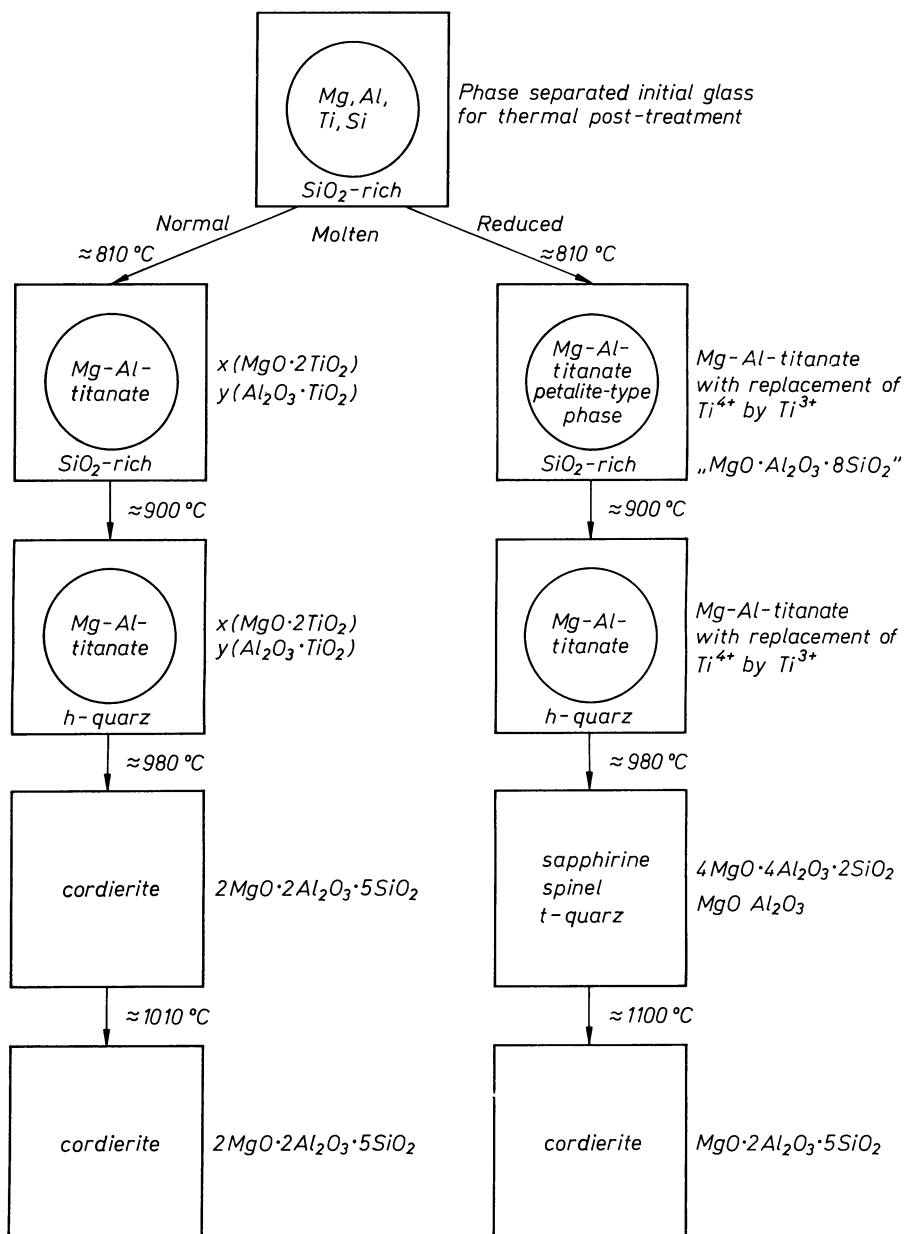 Mg, Al,
Ti, Si
SiO₂-rich
Phase separated initial glass
for thermal post-treatment
Normal
Molten
Reduced
≈810 °C
≈810 °C
Mg-Al-
titanate
SiO₂-rich
x(MgO·2TiO₂)
y(Al₂O₃·TiO₂)
Mg-Al-
titanate
petalite-type
phase
SiO₂-rich
Mg-Al-titanate
with replacement of
Ti⁴⁺ by Ti³⁺
„MgO·Al₂O₃·8SiO₂”
≈900 °C
≈900 °C
Mg-Al-
titanate
h-quarz
x(MgO·2TiO₂)
y(Al₂O₃·TiO₂)
Mg-Al-
titanate
h-quarz
Mg-Al-titanate
with replacement of
Ti⁴⁺ by Ti³⁺
≈980 °C
≈980 °C
cordierite
2MgO·2Al₂O₃·5SiO₂
sapphirine
spinel
t-quarz
4MgO·4Al₂O₃·2SiO₂
MgO Al₂O₃
≈1010 °C
≈1100 °C
cordierite
2MgO·2Al₂O₃·5SiO₂
cordierite
MgO·2Al₂O₃·5SiO₂